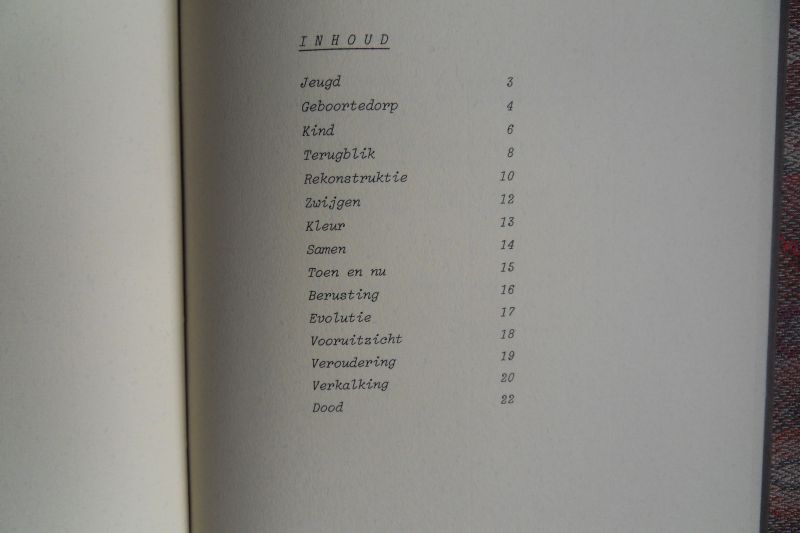 I N H O U D
Jeugd 3
Geboortedorp 4
Kind 6
Terugblik 8
Rekonstruktie 10
Zwijgen 12
Kleur 13
Samen 14
Toen en nu 15
Berusting 16
Evolutie 17
Vooruitzicht 18
Veroudering 19
Verkalking 20
Dood 22